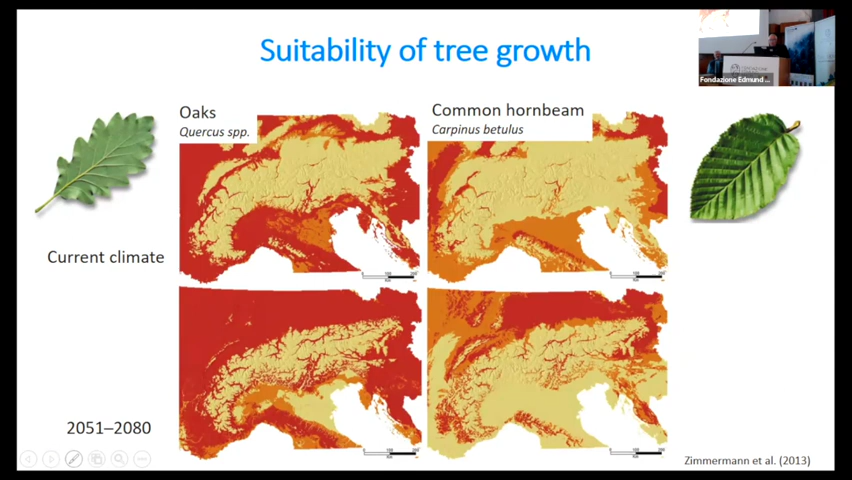 Suitability of tree growth
Fondazione Edmund
Oaks
Quercus spp.
Common hornbeam
Carpinus betulus
Current climate
2051–2080
Zimmermann et al. (2013)